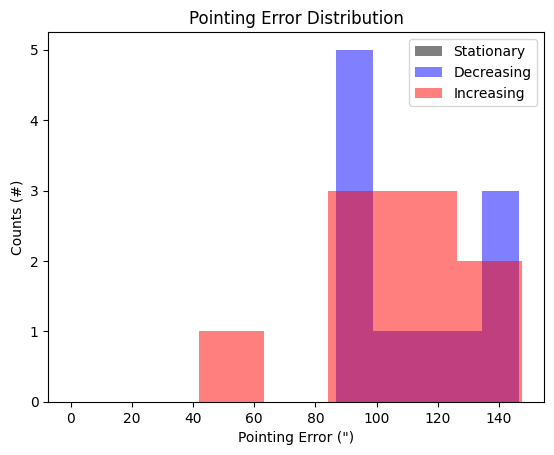 Pointing Error Distribution
Stationary
Decreasing
Increasing
Counts (#)
5
4
3
2
1
0
0 20 40 60 80 100 120 140
Pointing Error (")